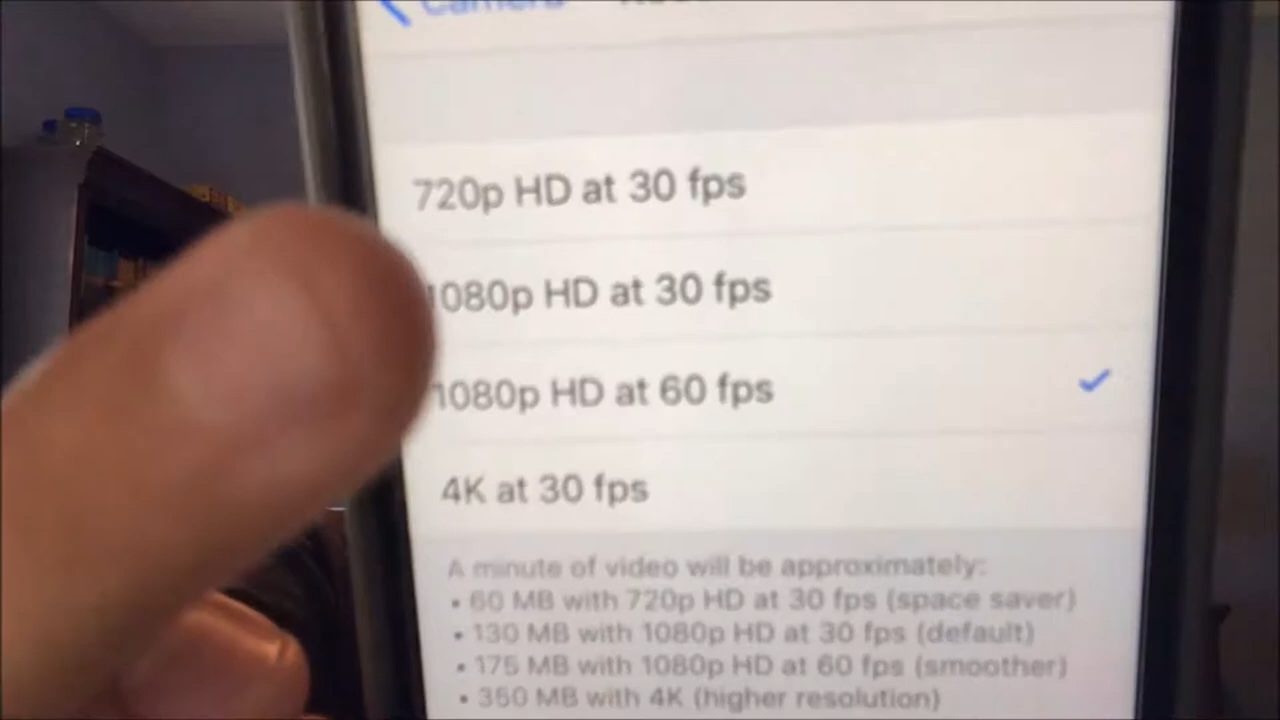 Camera
720p HD at 30 fps
1080p HD at 30 fps
1080p HD at 60 fps
4K at 30 fps
A minute of video will be approximately:
• 60 MB with 720p HD at 30 fps (space saver)
• 130 MB with 1080p HD at 30 fps (default)
• 175 MB with 1080p HD at 60 fps (smoother)
• 350 MB with 4K (higher resolution)